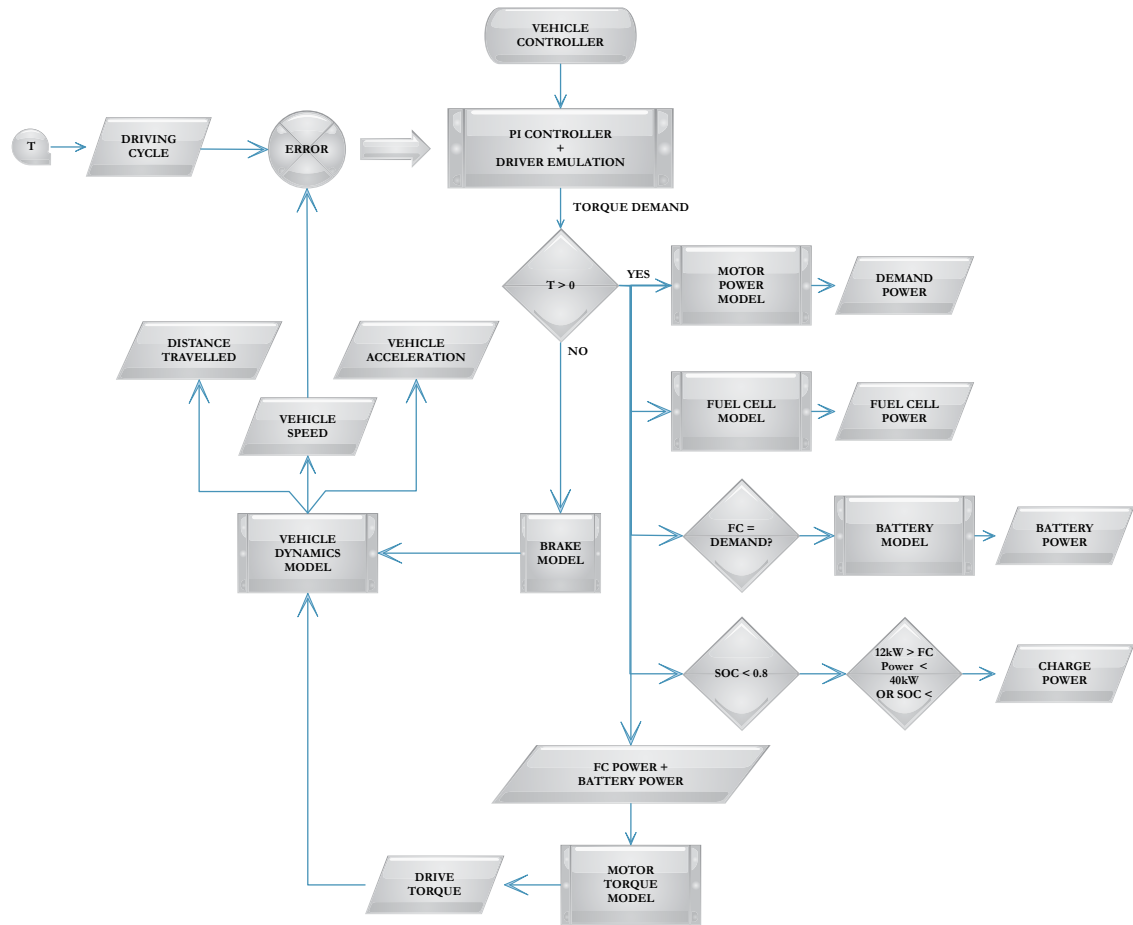 VEHICLE
CONTROLLER
T
DRIVING
CYCLE
ERROR
PI CONTROLLER
+
DRIVER EMULATION
TORQUE DEMAND
T > 0
YES
NO
MOTOR
POWER
MODEL
DEMAND
POWER
DISTANCE
TRAVELLED
VEHICLE
ACCELERATION
VEHICLE
SPEED
FUEL CELL
MODEL
FUEL CELL
POWER
VEHICLE
DYNAMICS
MODEL
BRAKE
MODEL
FC =
DEMAND?
BATTERY
MODEL
BATTERY
POWER
SOC < 0.8
12kW > FC
Power <
40kW
OR SOC <
CHARGE
POWER
FC POWER +
BATTERY POWER
DRIVE
TORQUE
MOTOR
TORQUE
MODEL